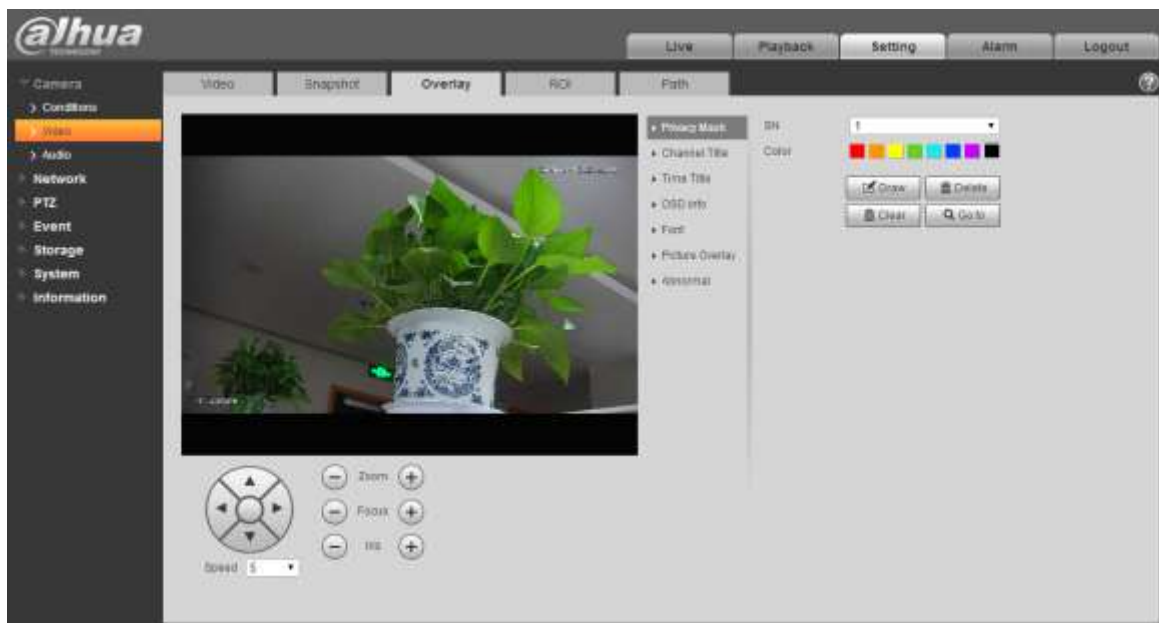 alhua
TECHNOLOGY
Live Playback Setting Alarm Logout
Camera
Conditions
Video
Audio
Network
PTZ
Event
Storage
System
Information
Video Snapshot Overlay ROI Path
Privacy Mask
Channel Title
Time Title
OSD Info
Font
Picture Overlay
Abnormal
SN 1
Color
Draw Delete
Clear Go to
Zoom
Focus
Iris
Speed 5